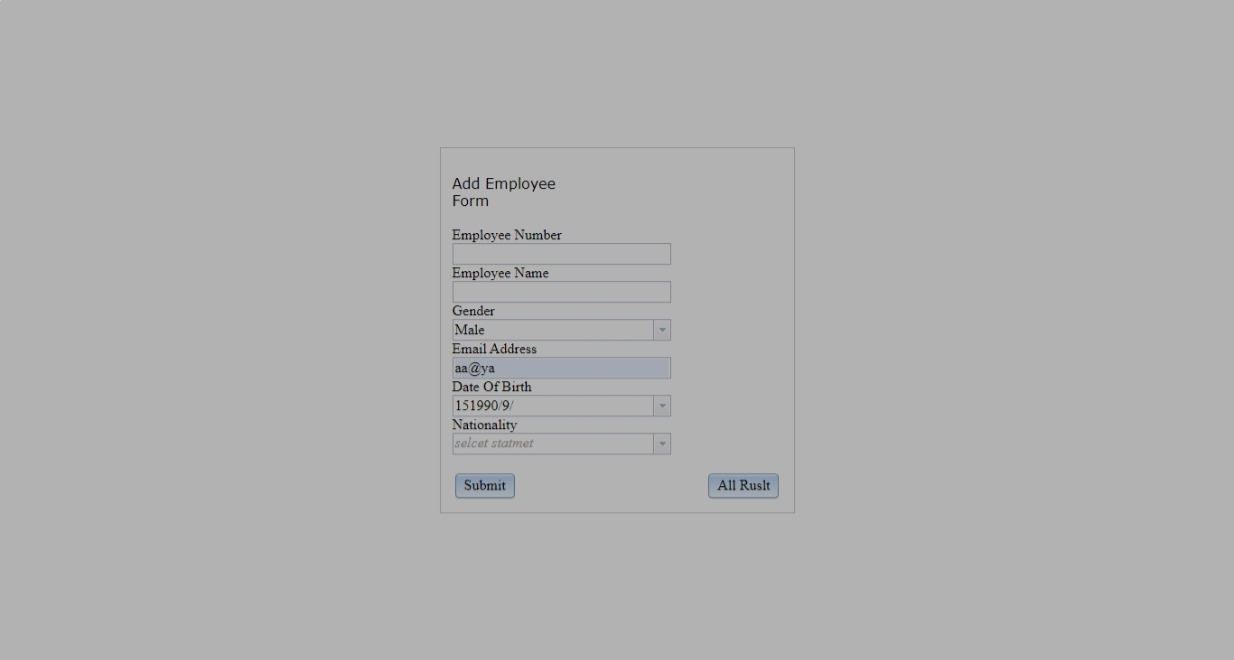 Add Employee
Form
Employee Number
Employee Name
Gender
Male
Email Address
aa@ya
Date Of Birth
151990/9/
Nationality
selcet statmet
Submit
All Ruslt